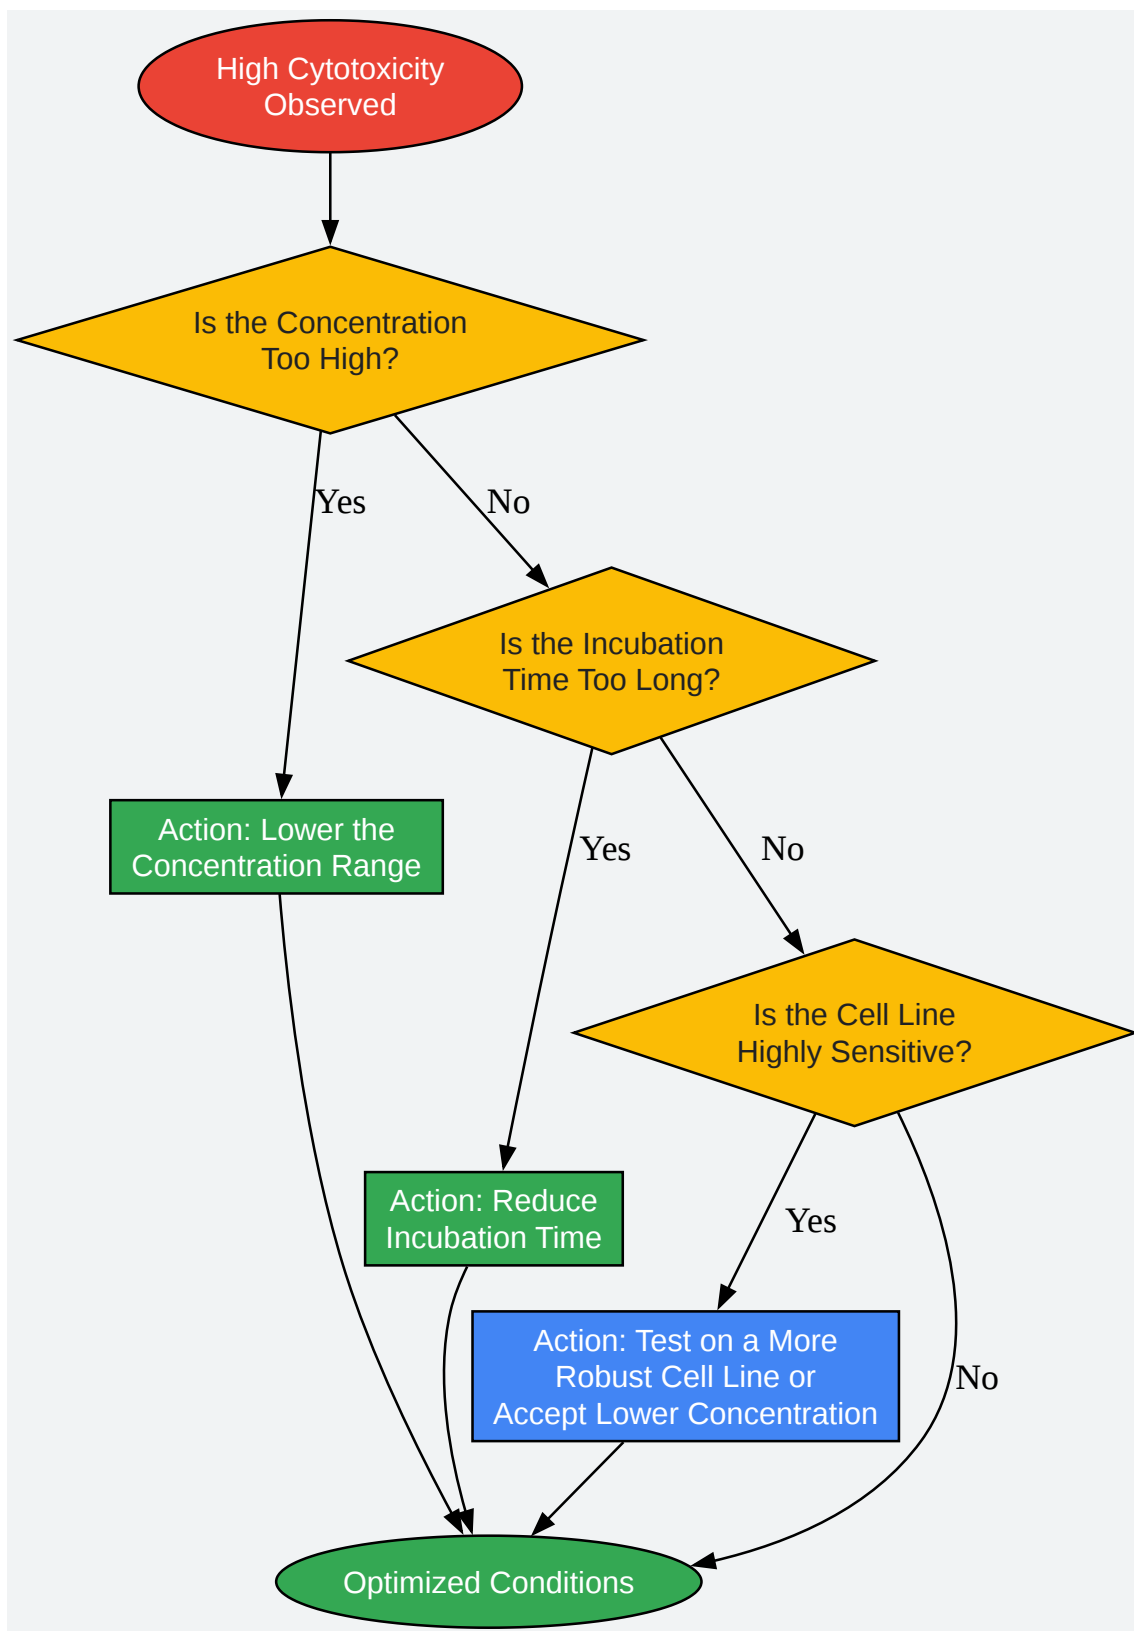 High Cytotoxicity
Observed
Is the Concentration
Too High?
Yes
No
Is the Incubation
Time Too Long?
Action: Lower the
Concentration Range
Yes
No
Is the Cell Line
Highly Sensitive?
Action: Reduce
Incubation Time
Yes
Action: Test on a More
Robust Cell Line or
Accept Lower Concentration
No
Optimized Conditions